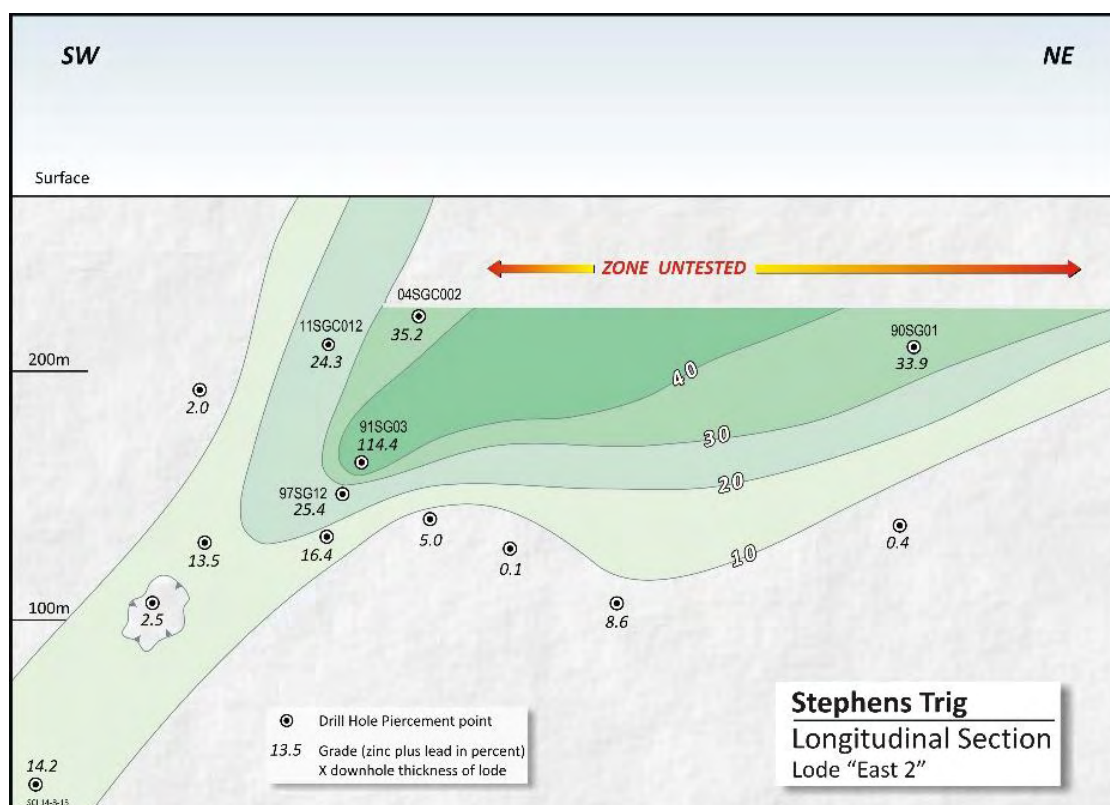 SW
NE
Surface
ZONE UNTESTED
04SGC002
35.2
11SGC012
24.3
90SG01
33.9
200m
40
2.0
91SG03
114.4
30
20
97SG12
25.4
5.0
0.4
13.5
16.4
0.1
10
100m
2.5
8.6
Drill Hole Piercement point
13.5 Grade (zinc plus lead in percent)
X downhole thickness of lode
Stephens Trig
Longitudinal Section
Lode “East 2”
14.2